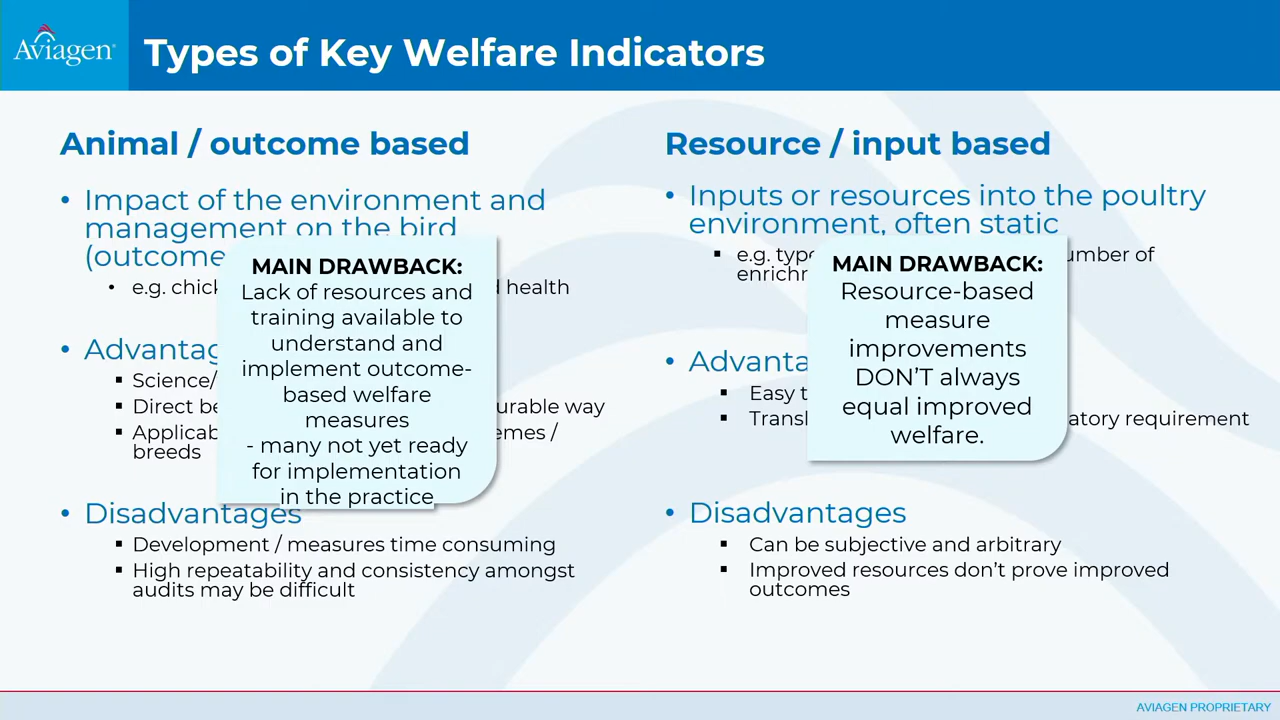 Aviagen
Types of Key Welfare Indicators
Animal / outcome based
• Impact of the environment and
management on the bird
(outcome
• e.g. chick
d health
• Advantag
▪ Science/
▪ Direct be
urable way
▪ Applicab
emes /
breeds
MAIN DRAWBACK:
Lack of resources and
training available to
understand and
implement outcome-
based welfare
measures
- many not yet ready
for implementation
in the practice
• Disadvantages
▪ Development / measures time consuming
▪ High repeatability and consistency amongst
audits may be difficult
Resource / input based
• Inputs or resources into the poultry
environment, often static
▪ e.g. type
umber of
enrichm
• Advanta
▪ Easy t
▪ Transl
atory requirement
MAIN DRAWBACK:
Resource-based
measure
improvements
DON'T always
equal improved
welfare.
• Disadvantages
▪ Can be subjective and arbitrary
▪ Improved resources don't prove improved
outcomes
AVIAGEN PROPRIETARY